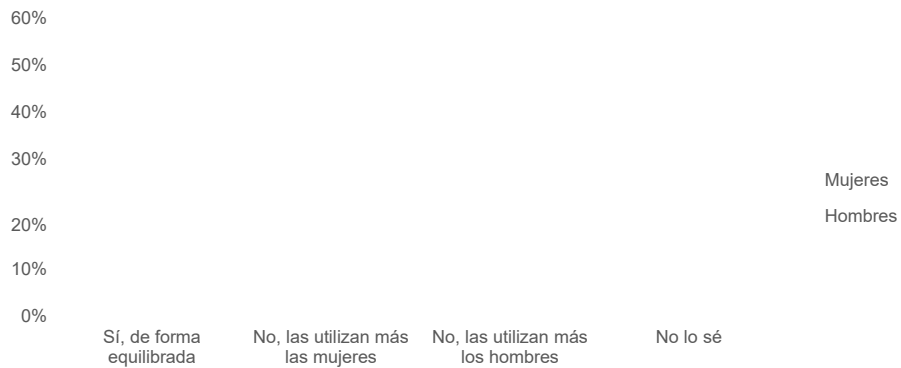 60%
50%
40%
30%
20%
10%
0%
Mujeres
Hombres
Sí, de forma
equilibrada
No, las utilizan más
las mujeres
No, las utilizan más
los hombres
No lo sé